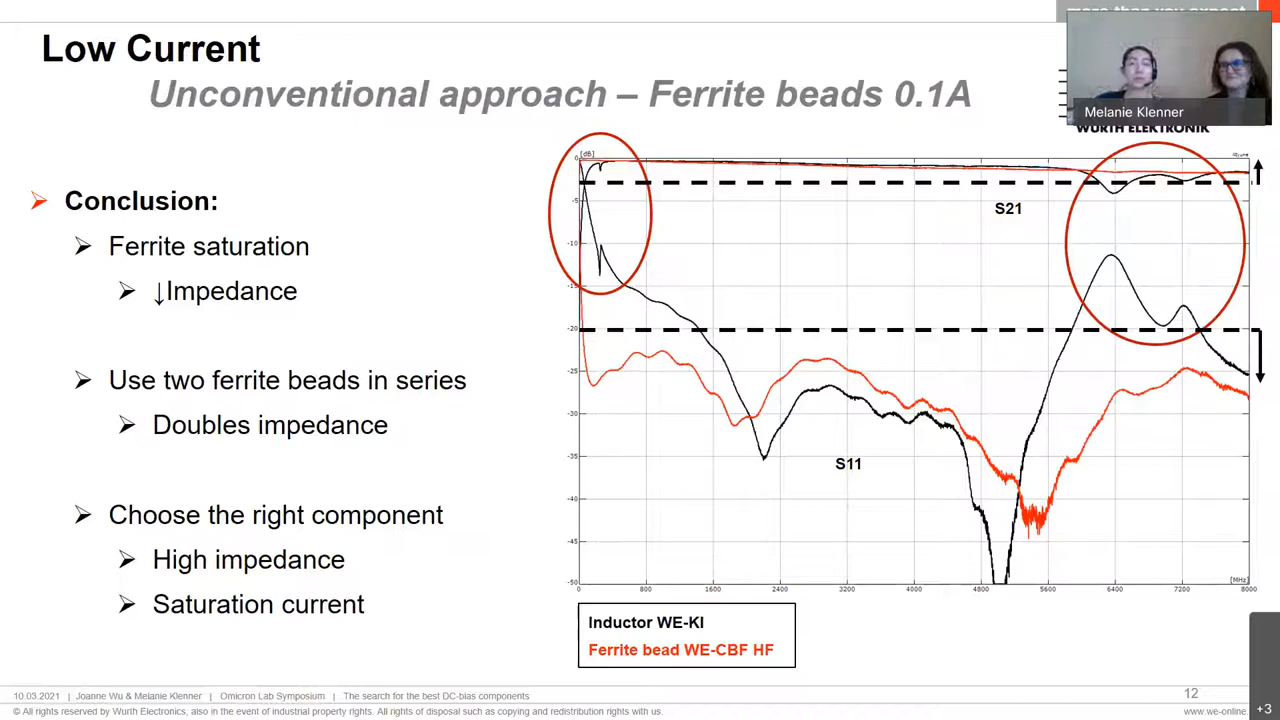 more than you expect
Low Current
Unconventional approach – Ferrite beads 0.1A
Melanie Klenner
WÜRTH ELEKTRONIK
➢ Conclusion:
➢ Ferrite saturation
➢ ↓Impedance
➢ Use two ferrite beads in series
➢ Doubles impedance
➢ Choose the right component
➢ High impedance
➢ Saturation current
[dB]
0
-5
-10
-15
-20
-25
-30
-35
-40
-45
-50
S21
S11
[MHz]
0 800 1600 2400 3200 4000 4800 5600 6400 7200 8000
Inductor WE-KI
Ferrite bead WE-CBF HF
10.03.2021 | Joanne Wu & Melanie Klenner | Omicron Lab Symposium | The search for the best DC-bias components
12
© All rights reserved by Wurth Electronics, also in the event of industrial property rights. All rights of disposal such as copying and redistribution rights with us.
www.we-online.
+3